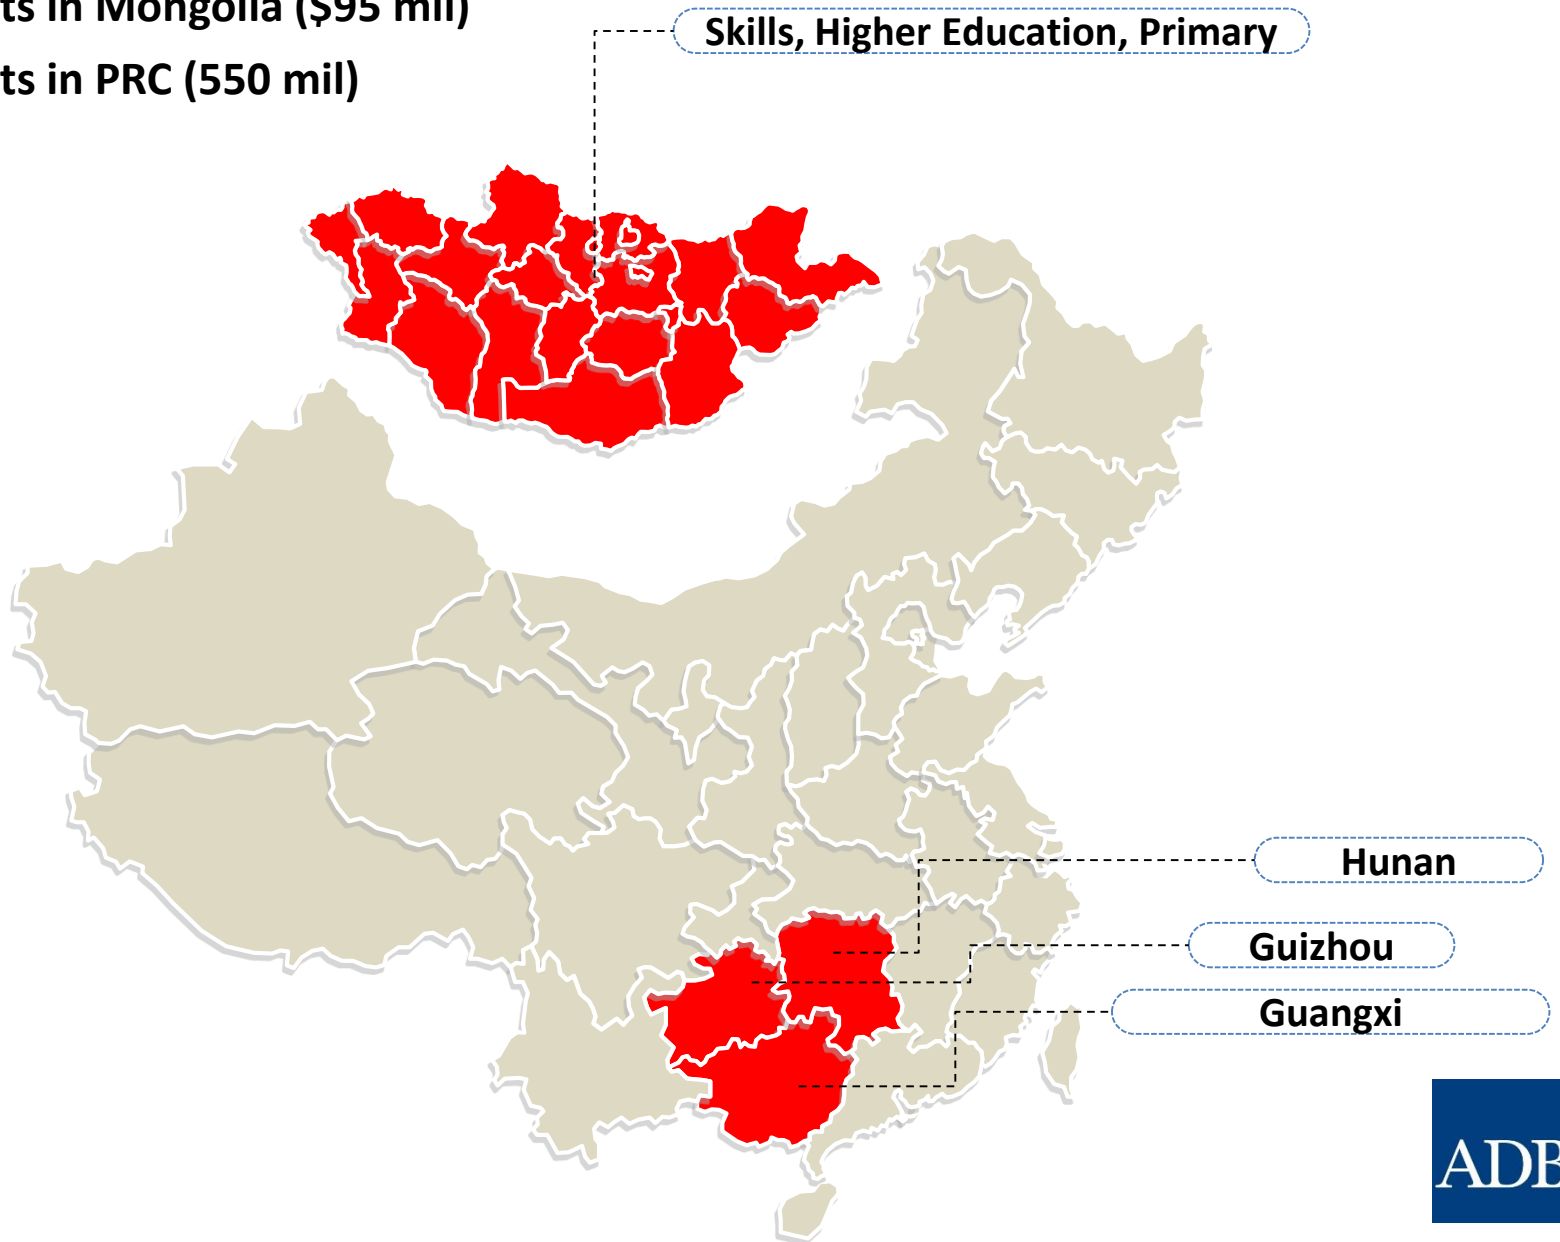 ts in Mongolia ($95 mil)
Skills, Higher Education, Primary
ts in PRC (550 mil)
Hunan
Guizhou
Guangxi
ADB